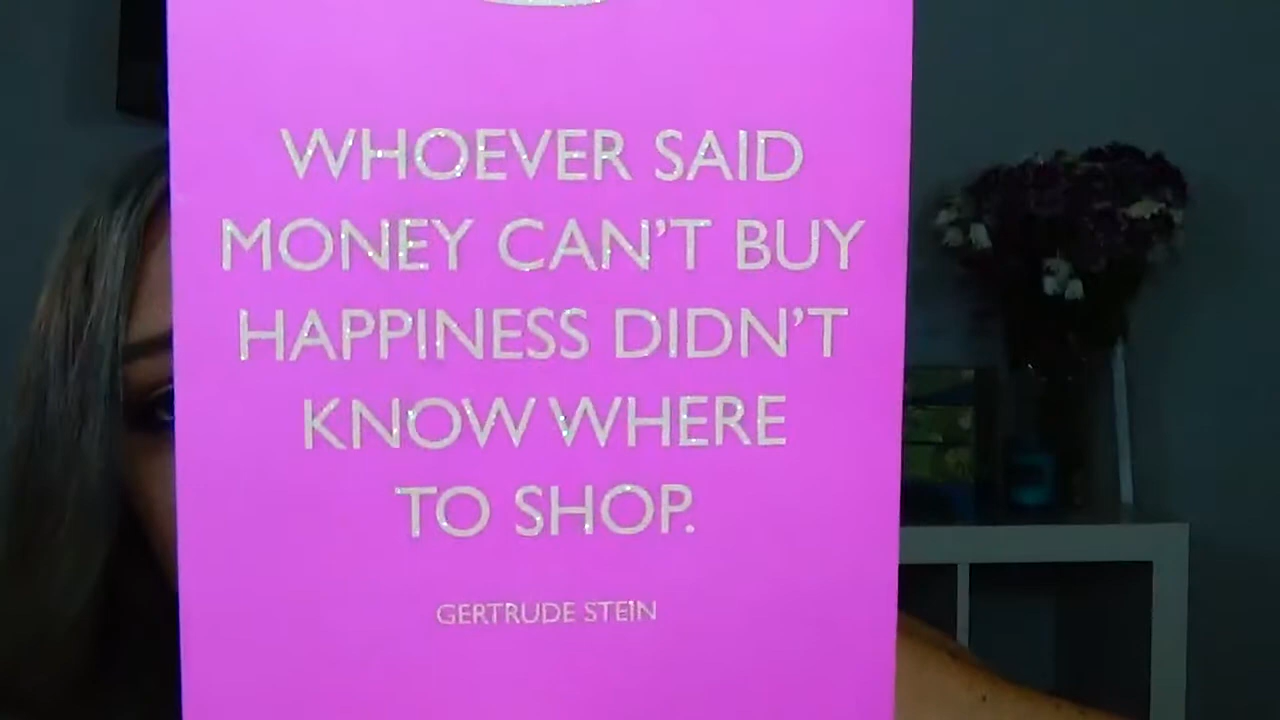 WHOEVER SAID
MONEY CAN'T BUY
HAPPINESS DIDN'T
KNOW WHERE
TO SHOP.
GERTRUDE STEIN